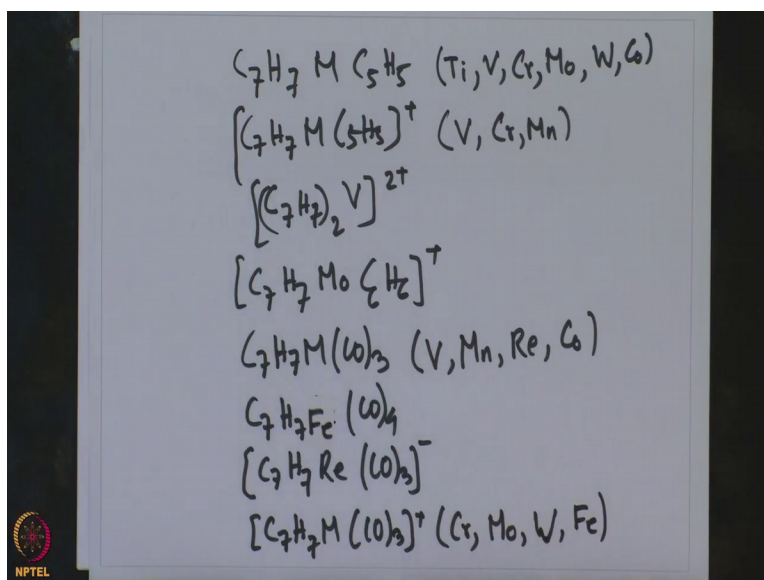 C₇H₇ M C₅H₅ (Ti, V, Cr, Mo, W, Co)
[C₇H₇ M C₅H₅]⁺ (V, Cr, Mn)
[(C₇H₇)₂ V]²⁺
[C₇H₇ Mo C₆H₆]⁺
C₇H₇M(CO)₃ (V, Mn, Re, Co)
C₇H₇Fe (CO)₄
[C₇H₇ Re (CO)₃]⁻
[C₇H₇M(CO)₃]⁺ (Cr, Mo, W, Fe)
NPTEL